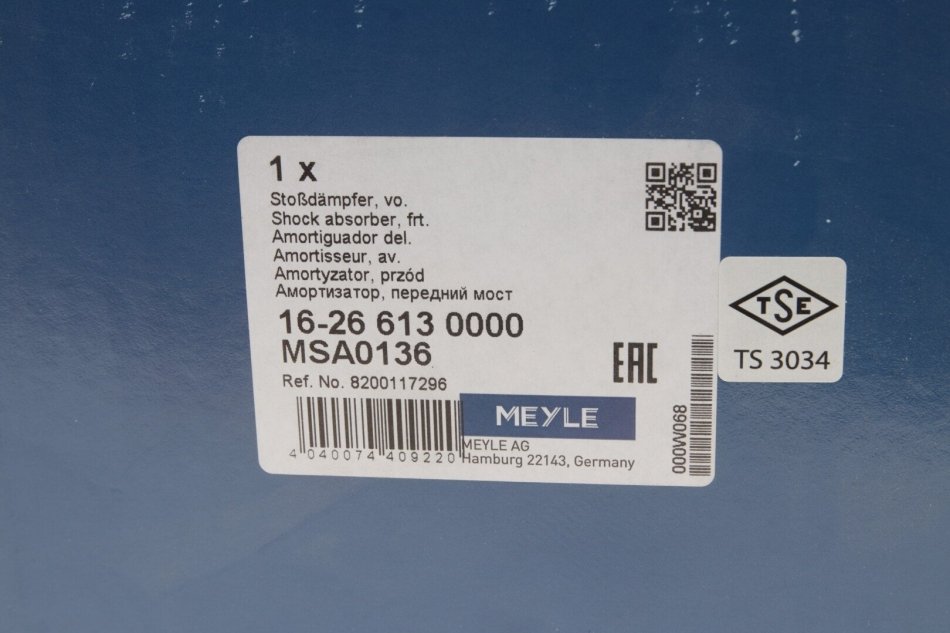 1 x
Stoßdämpfer, vo.
Shock absorber, frt.
Amortiguador del.
Amortisseur, av.
Amortyzator, przód
Амортизатор, передний мост
16-26 613 0000
MSA0136
Ref. No. 8200117296
EAC
MEYLE
MEYLE AG
Hamburg 22143, Germany
4 040074 409220
000W068
TSE
TS 3034